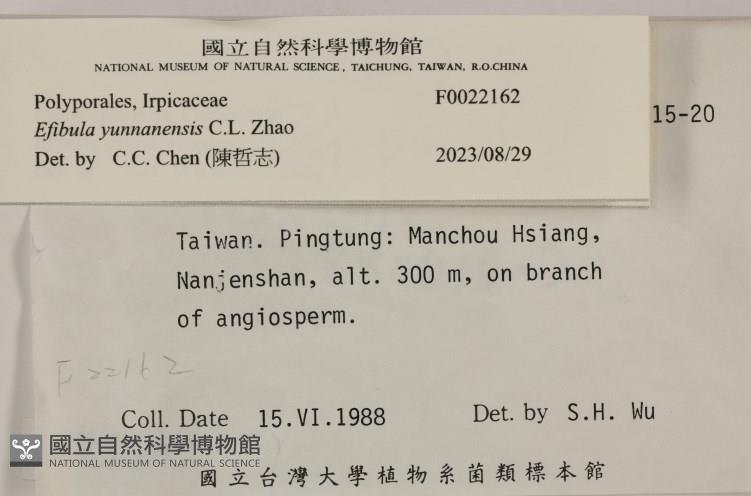 國立自然科學博物館
NATIONAL MUSEUM OF NATURAL SCIENCE, TAICHUNG, TAIWAN, R.O.CHINA
Polyporales, Irpicaceae F0022162
Efibula yunnanensis C.L. Zhao
Det. by C.C. Chen (陳哲志) 2023/08/29
15-20
Taiwan. Pingtung: Manchou Hsiang,
Nanjenshan, alt. 300 m, on branch
of angiosperm.
F22162
Coll. Date 15.VI.1988 Det. by S.H. Wu
國立自然科學博物館
NATIONAL MUSEUM OF NATURAL SCIENCE
國立台灣大學植物系菌類標本館